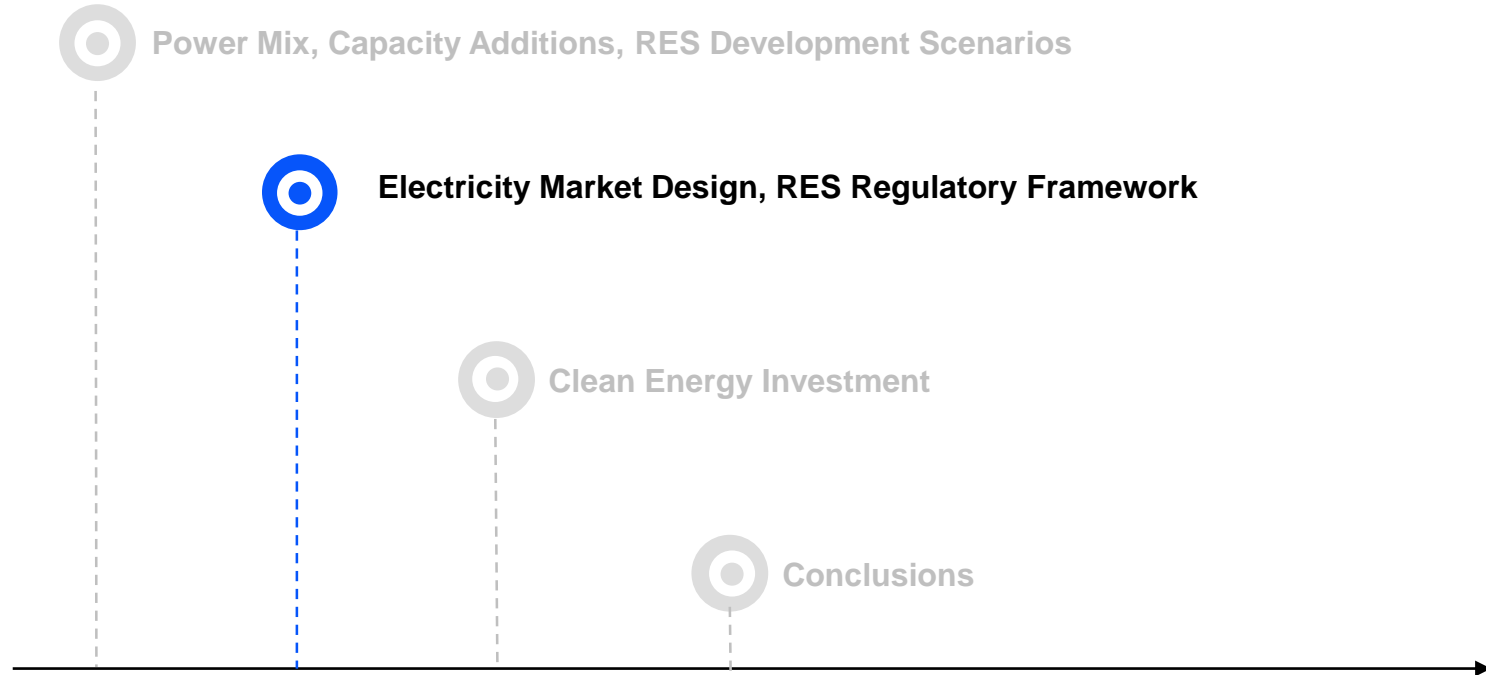 Power Mix, Capacity Additions, RES Development Scenarios
Electricity Market Design, RES Regulatory Framework
Clean Energy Investment
Conclusions